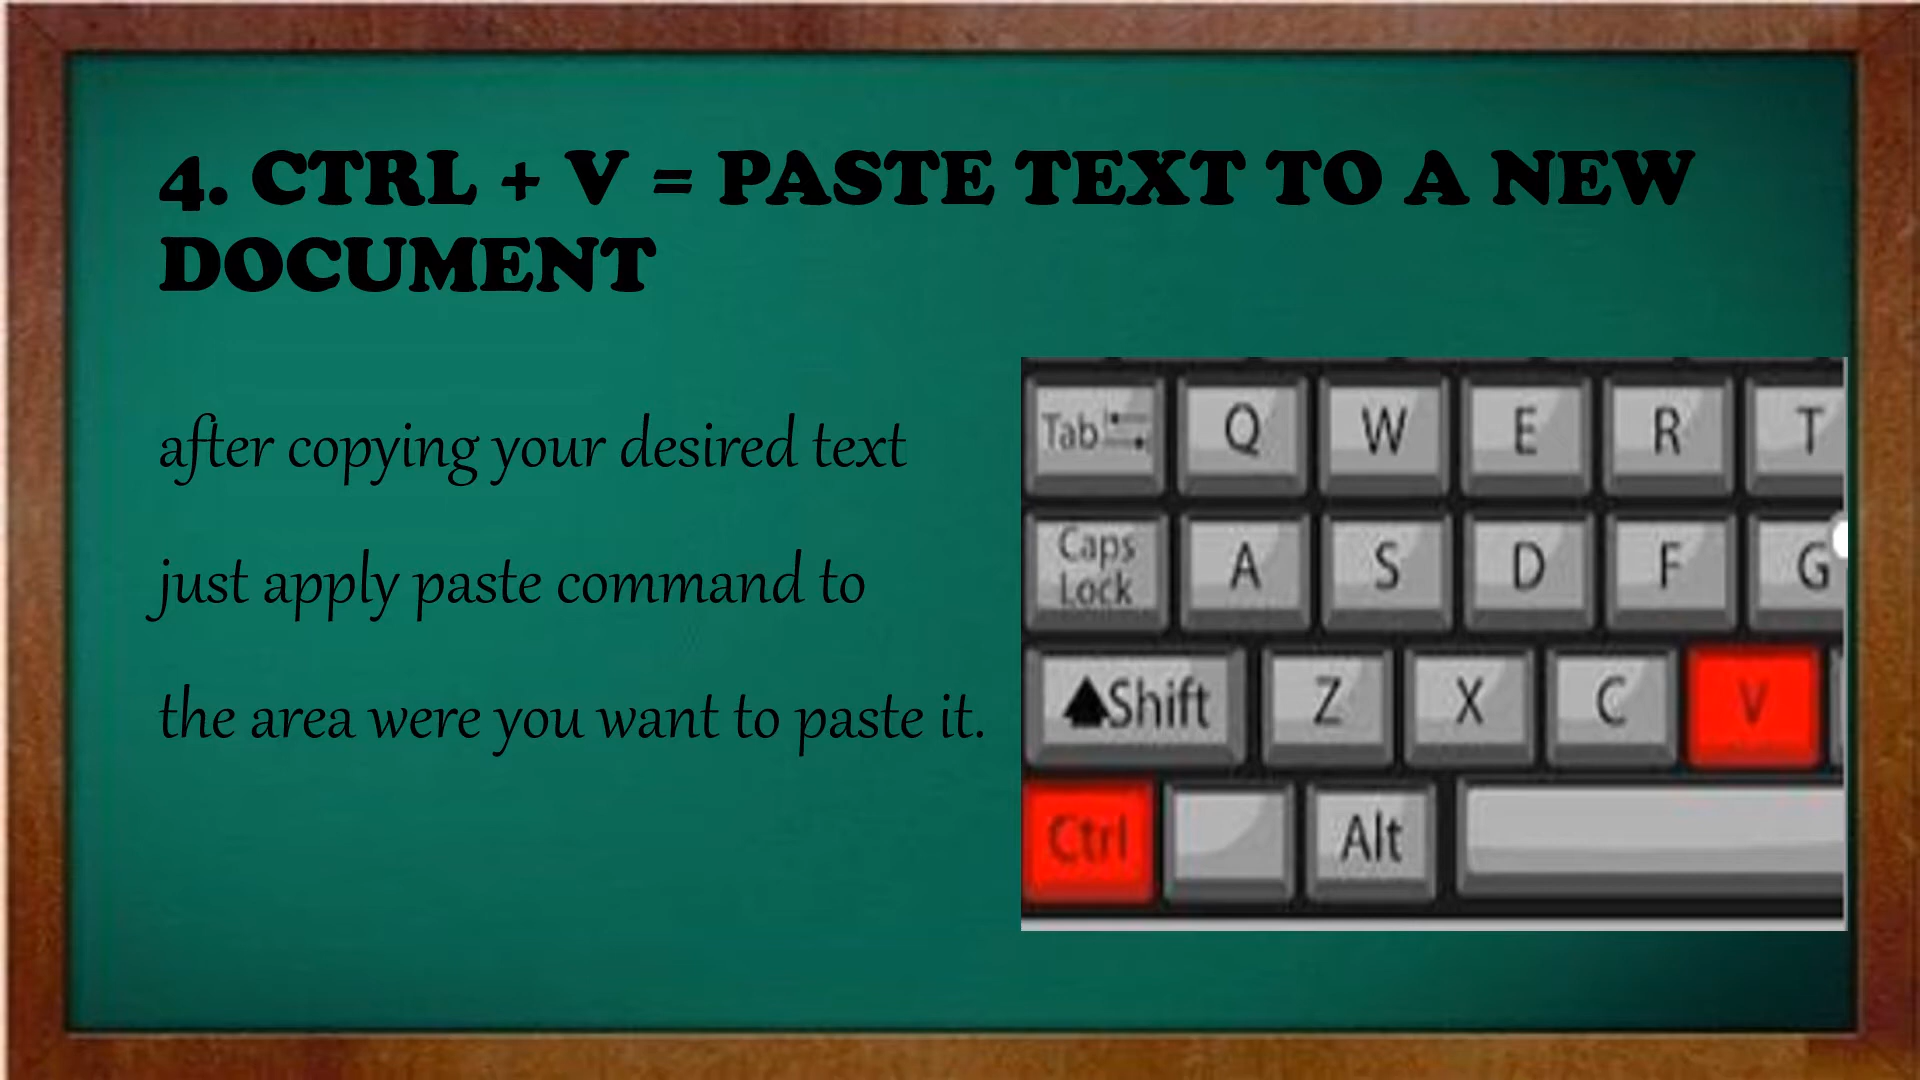 4. CTRL + V = PASTE TEXT TO A NEW
DOCUMENT
after copying your desired text
just apply paste command to
the area were you want to paste it.
Tab Q W E R T
Caps Lock A S D F G
Shift Z X C V
Ctrl Alt